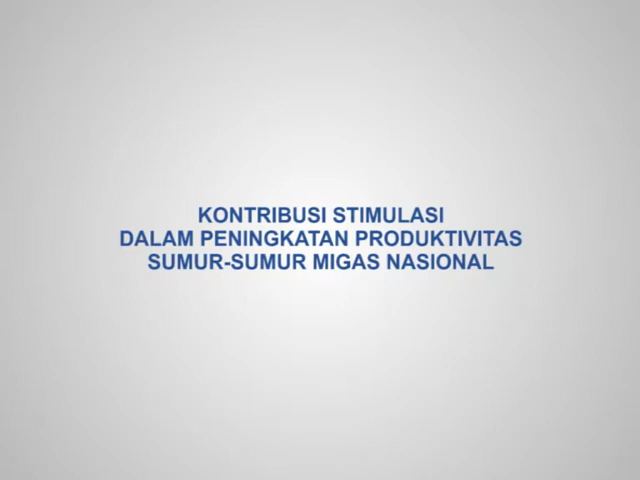 KONTRIBUSI STIMULASI
DALAM PENINGKATAN PRODUKTIVITAS
SUMUR-SUMUR MIGAS NASIONAL